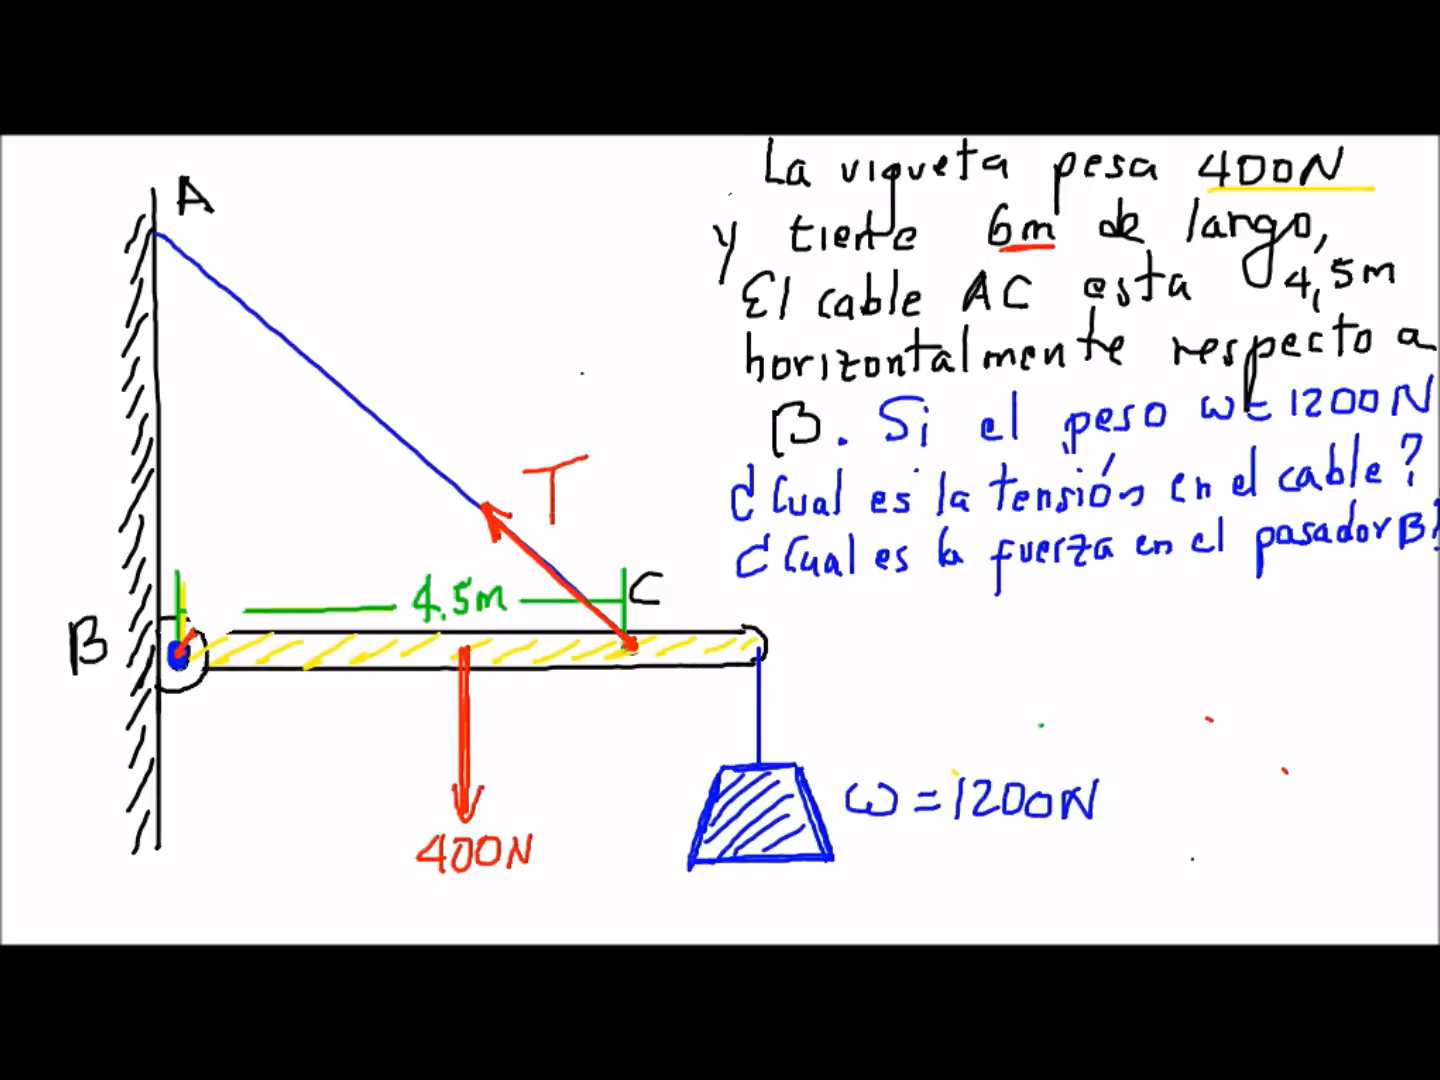 A
La vigueta pesa 400N
y tiene 6m de largo,
El cable AC esta 4,5m
horizontalmente respecto a
B. Si el peso ω=1200N
¿Cual es la tensión en el cable?
¿Cual es la fuerza en el pasador B?
T
4.5m
C
B
ω=1200N
400N